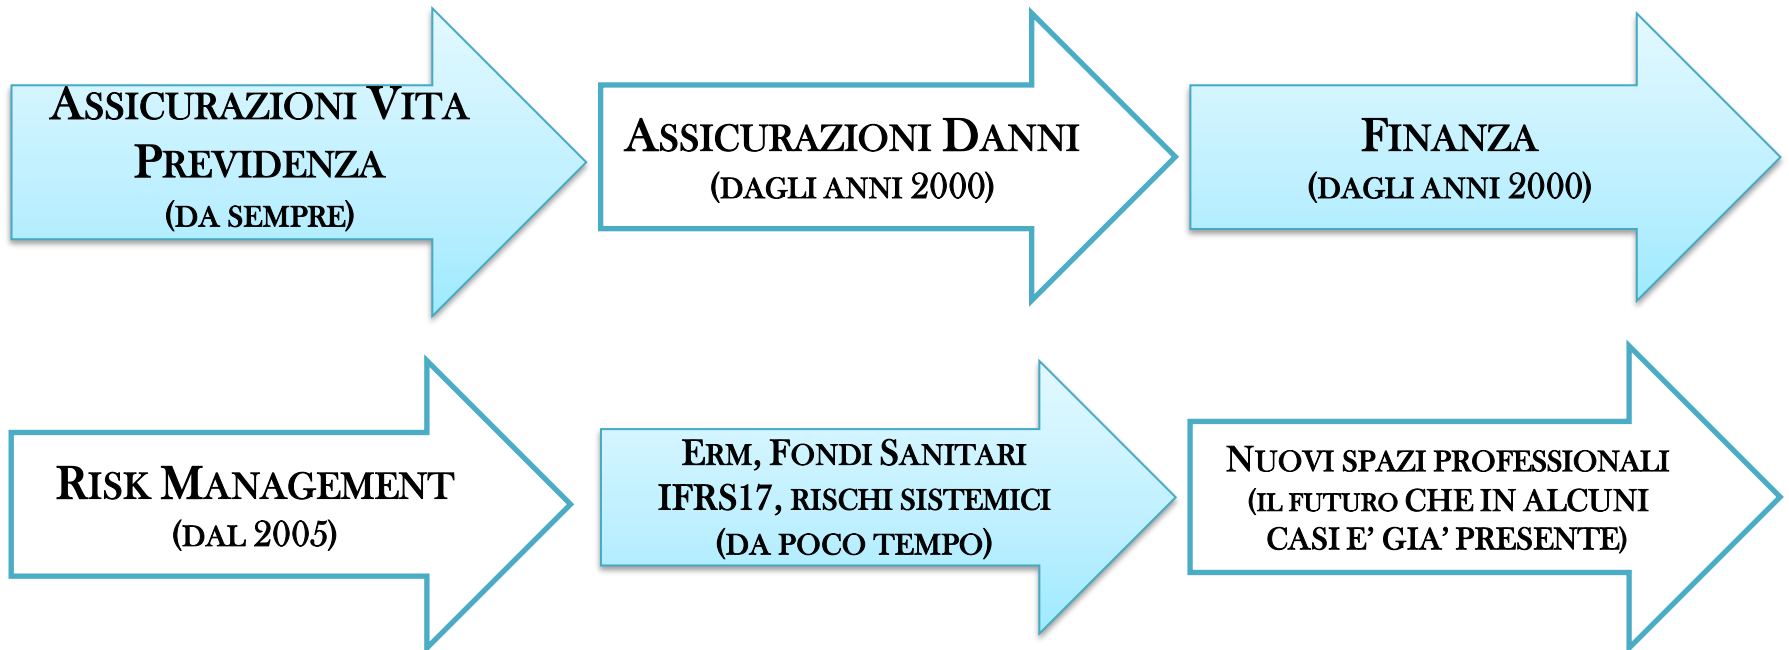 ASSICURAZIONI VITA
PREVIDENZA
(DA SEMPRE)
ASSICURAZIONI DANNI
(DAGLI ANNI 2000)
FINANZA
(DAGLI ANNI 2000)
RISK MANAGEMENT
(DAL 2005)
ERM, FONDI SANITARI
IFRS17, RISCHI SISTEMICI
(DA POCO TEMPO)
NUOVI SPAZI PROFESSIONALI
(IL FUTURO CHE IN ALCUNI
CASI E’ GIA’ PRESENTE)